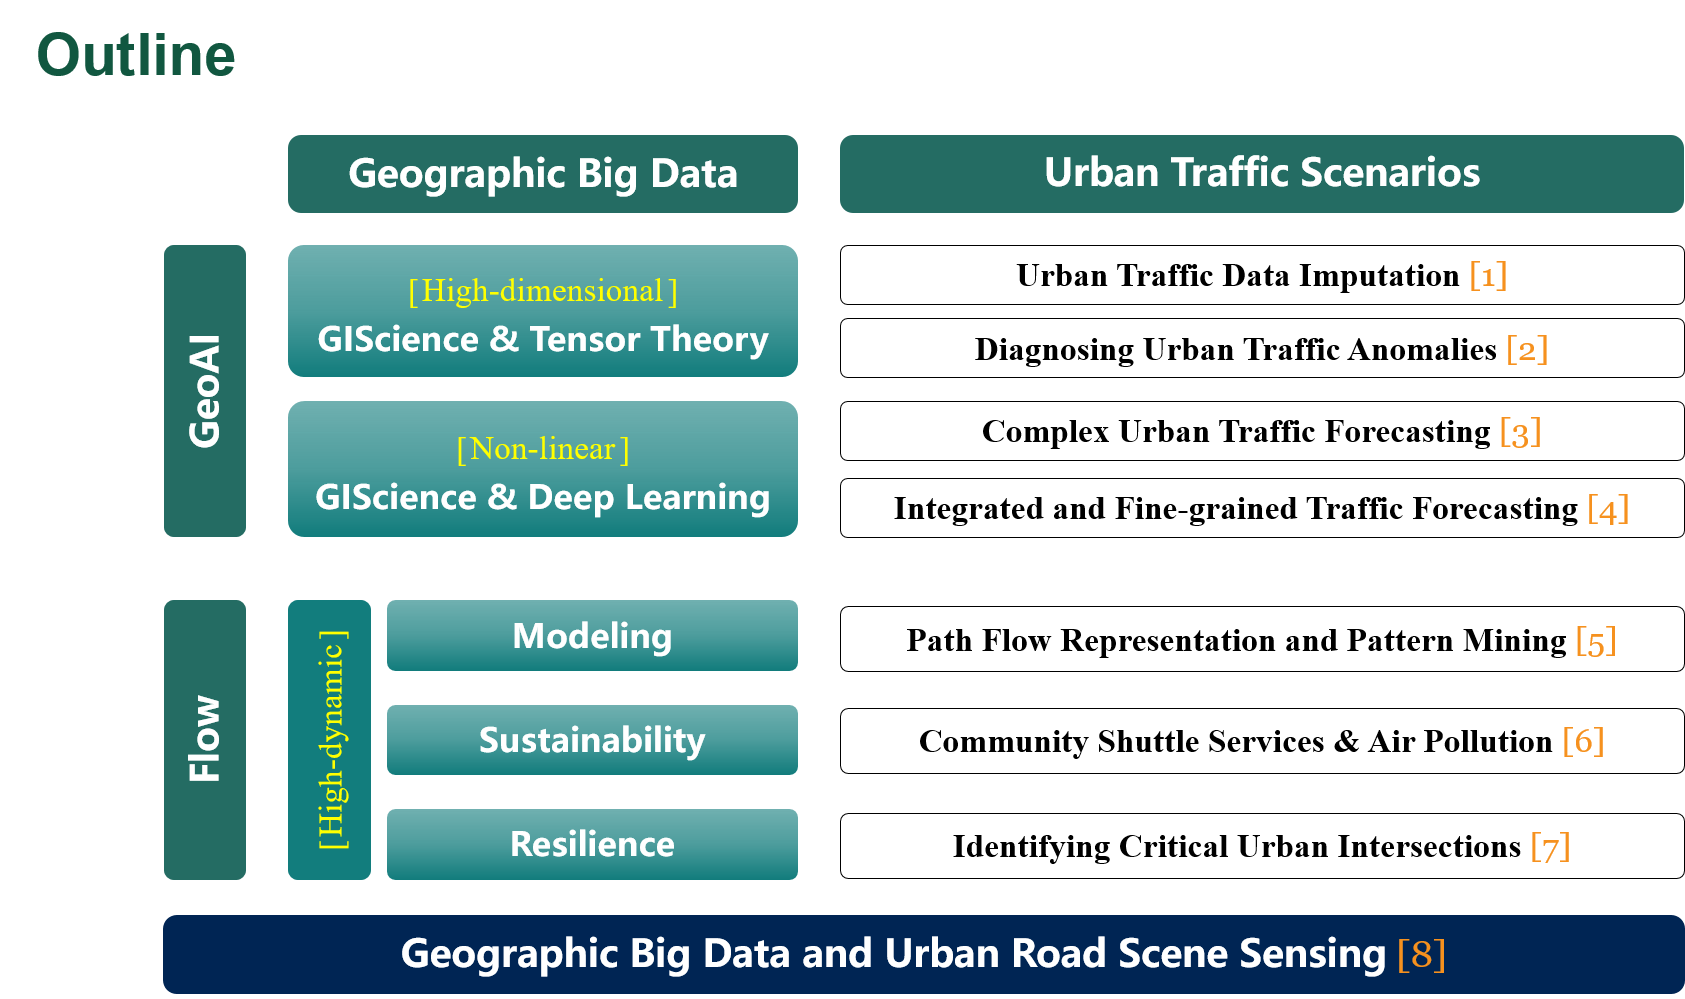 Outline
Geographic Big Data
Urban Traffic Scenarios
GeoAI
[High-dimensional]
GIScience & Tensor Theory
Urban Traffic Data Imputation [1]
Diagnosing Urban Traffic Anomalies [2]
[Non-linear]
GIScience & Deep Learning
Complex Urban Traffic Forecasting [3]
Integrated and Fine-grained Traffic Forecasting [4]
Flow
[High-dynamic]
Modeling
Path Flow Representation and Pattern Mining [5]
Sustainability
Community Shuttle Services & Air Pollution [6]
Resilience
Identifying Critical Urban Intersections [7]
Geographic Big Data and Urban Road Scene Sensing [8]